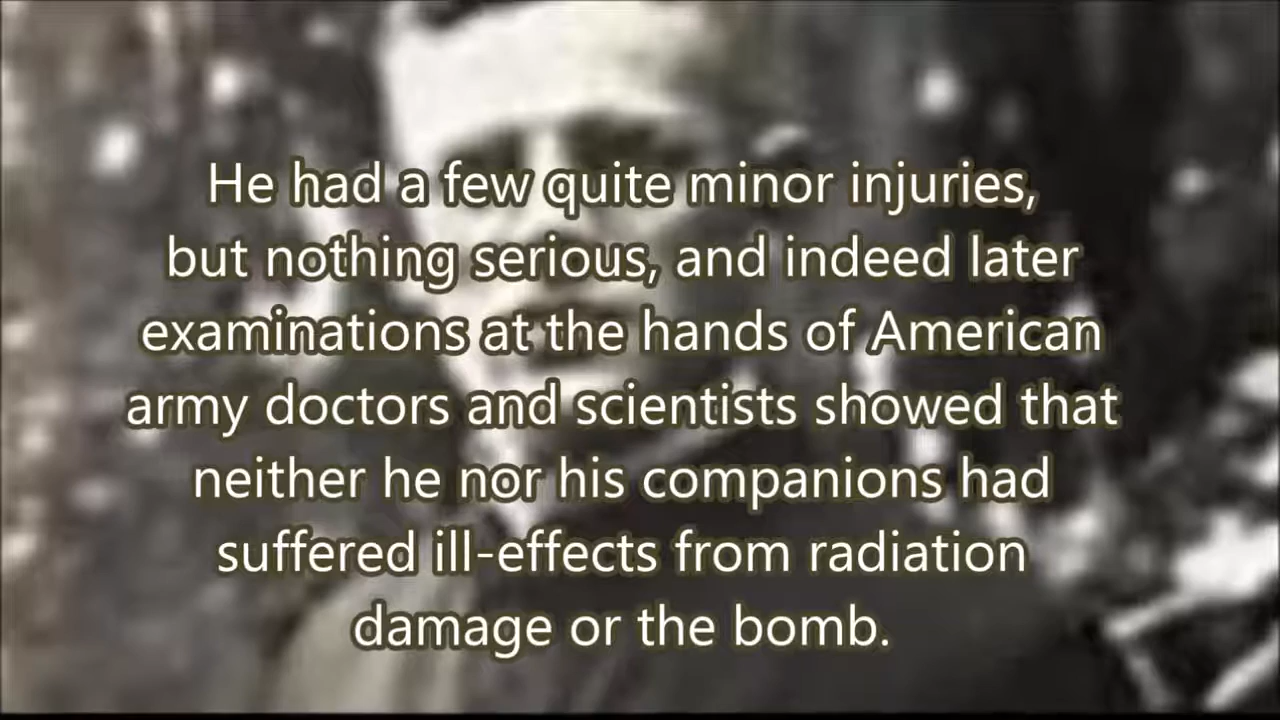 He had a few quite minor injuries,
but nothing serious, and indeed later
examinations at the hands of American
army doctors and scientists showed that
neither he nor his companions had
suffered ill-effects from radiation
damage or the bomb.